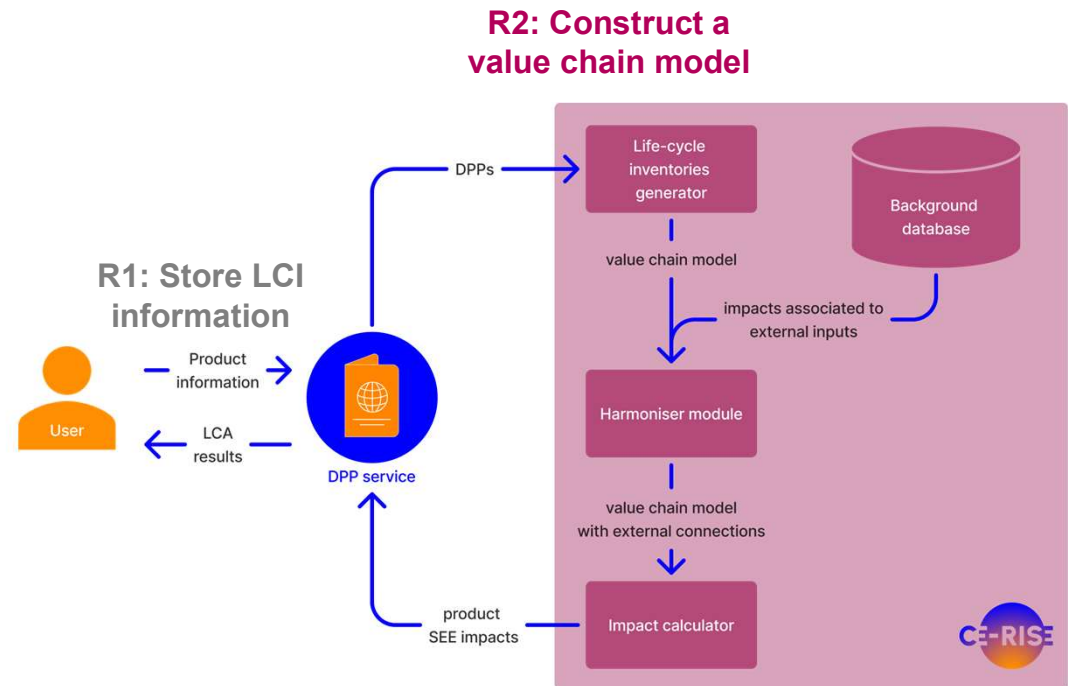 R2: Construct a
value chain model
DPPs
Life-cycle
inventories
generator
Background
database
value chain model
R1: Store LCI
information
impacts associated to
external inputs
Product
information
User
LCA
results
DPP service
Harmoniser module
value chain model
with external connections
product
SEE impacts
Impact calculator
CE-RISE